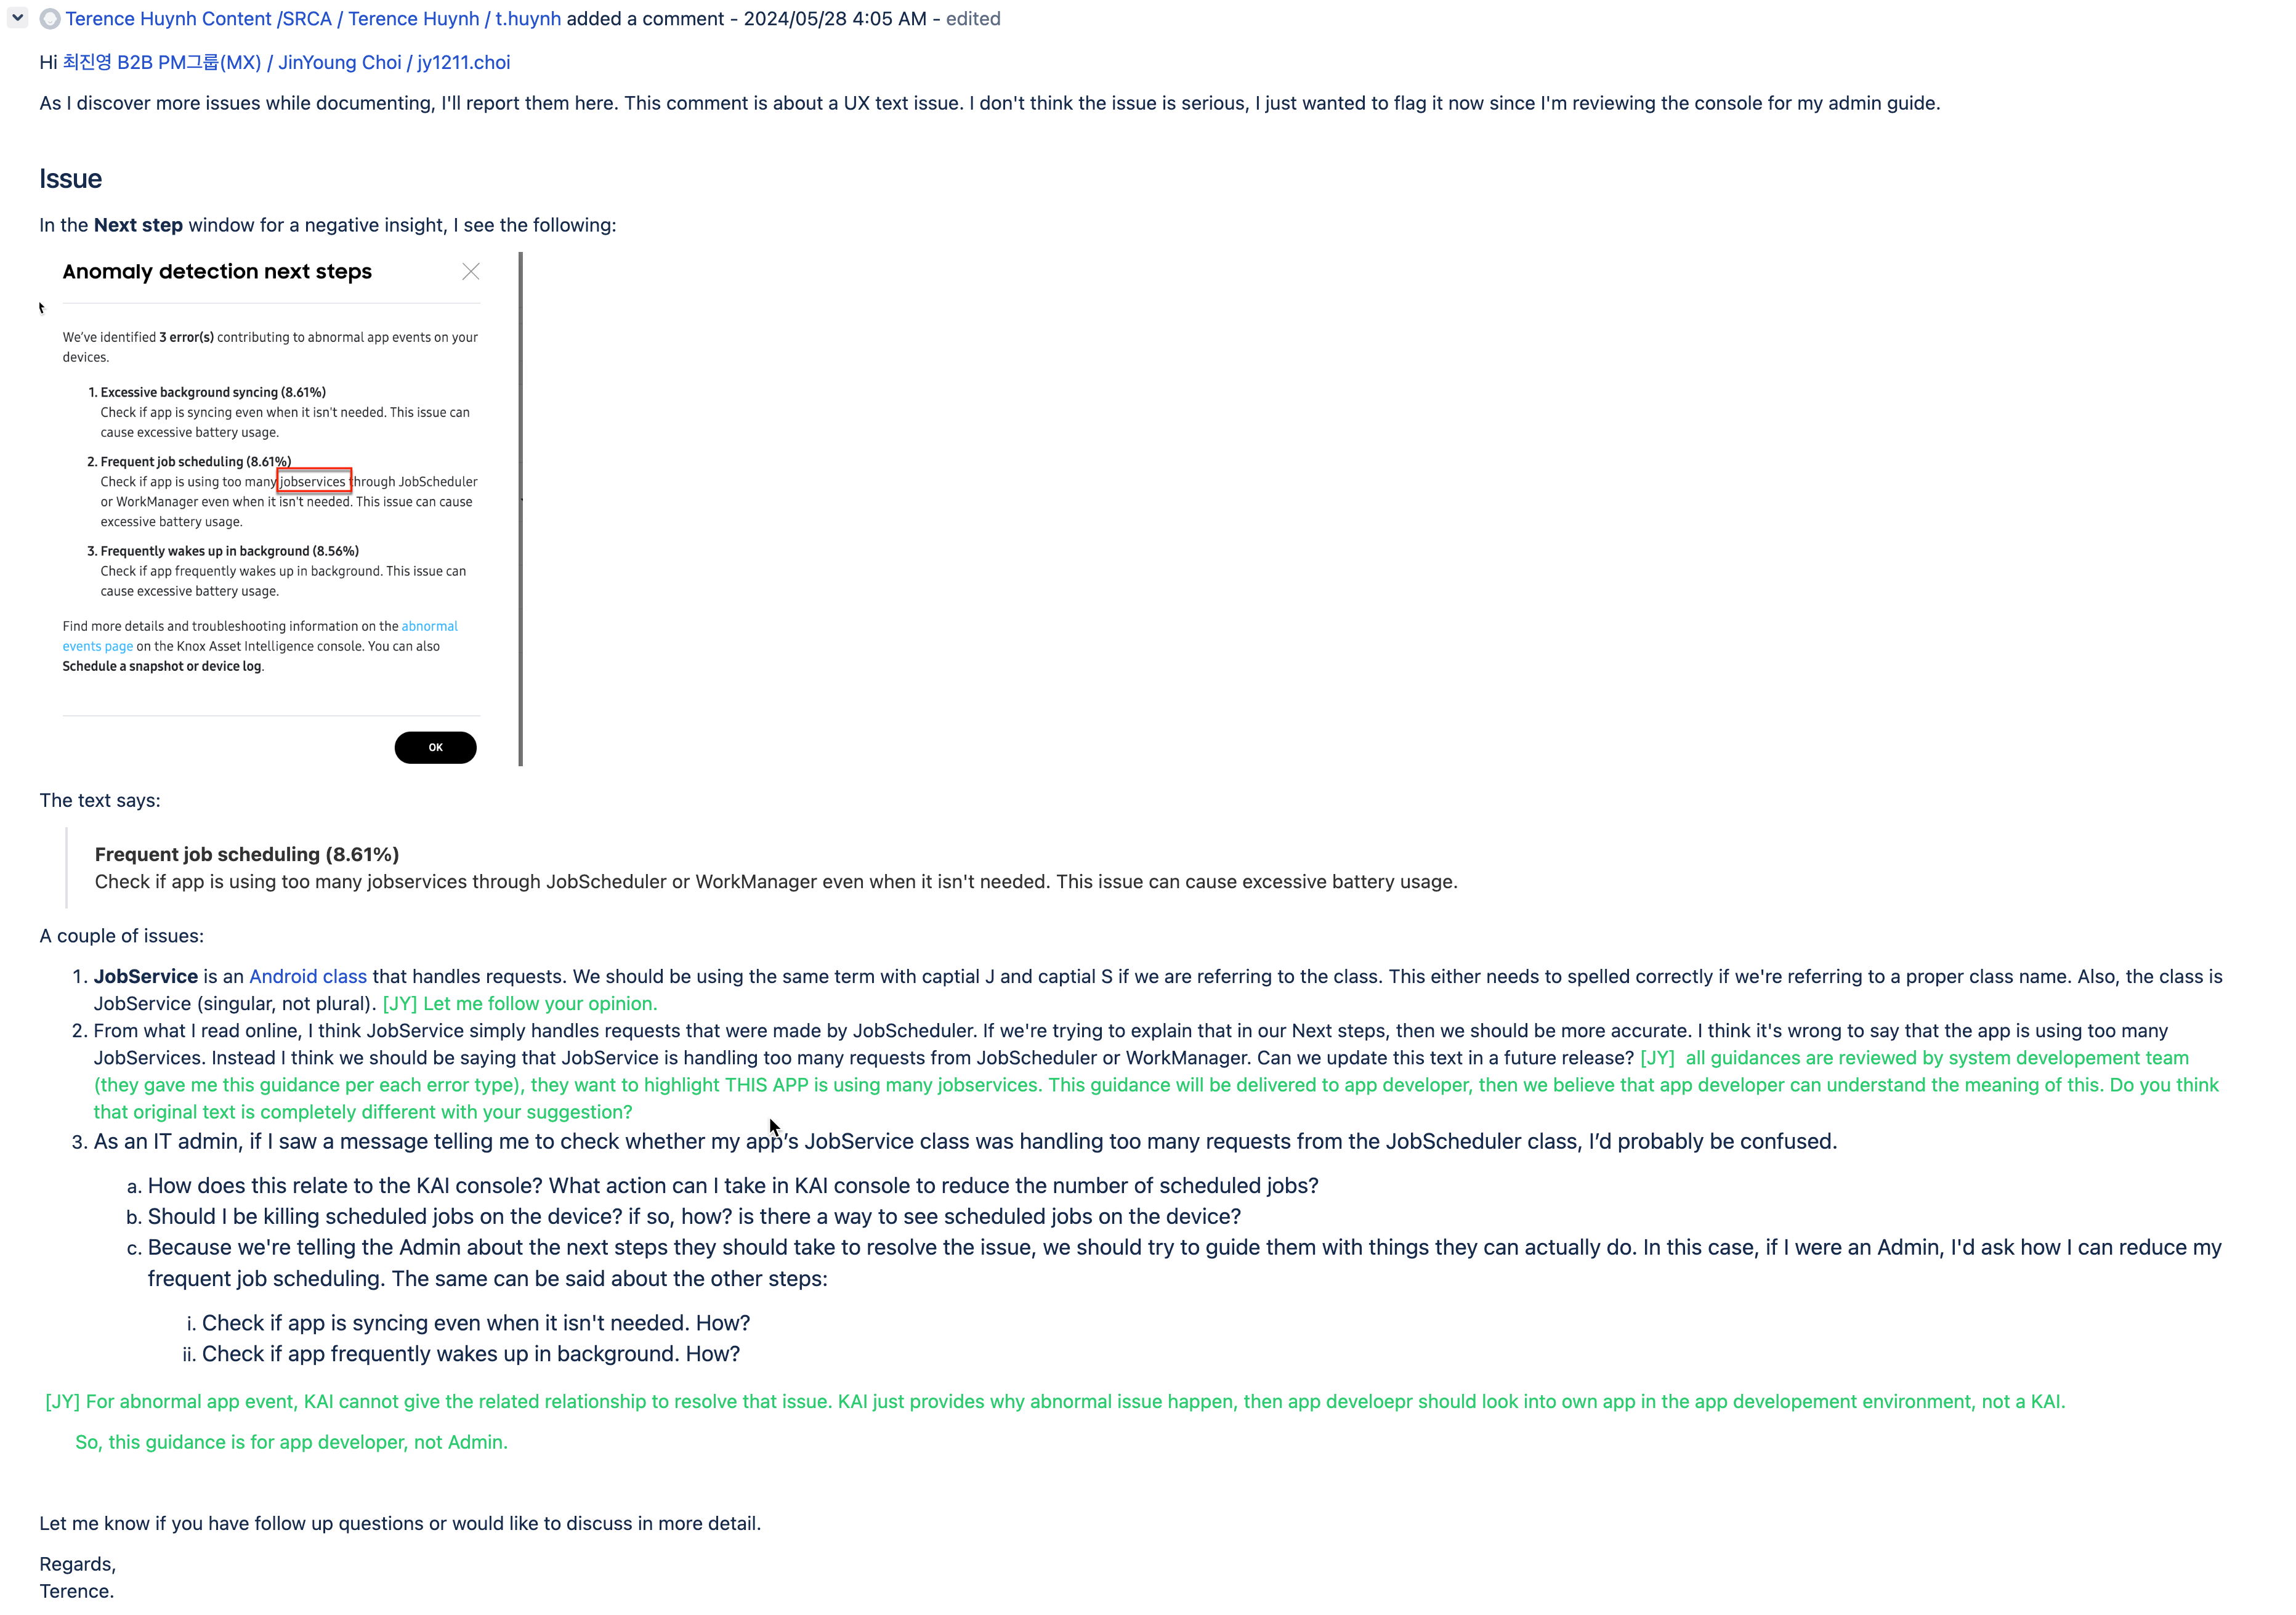 Terence Huynh Content /SRCA / Terence Huynh / t.huynh added a comment - 2024/05/28 4:05 AM - edited
Hi 최진영 B2B PM그룹(MX) / JinYoung Choi / jy1211.choi
As I discover more issues while documenting, I'll report them here. This comment is about a UX text issue. I don't think the issue is serious, I just wanted to flag it now since I'm reviewing the console for my admin guide.
Issue
In the Next step window for a negative insight, I see the following:
Anomaly detection next steps
We've identified 3 error(s) contributing to abnormal app events on your
devices.
1. Excessive background syncing (8.61%)
Check if app is syncing even when it isn't needed. This issue can
cause excessive battery usage.
2. Frequent job scheduling (8.61%)
Check if app is using too many jobservices through JobScheduler
or WorkManager even when it isn't needed. This issue can cause
excessive battery usage.
3. Frequently wakes up in background (8.56%)
Check if app frequently wakes up in background. This issue can
cause excessive battery usage.
Find more details and troubleshooting information on the abnormal
events page on the Knox Asset Intelligence console. You can also
Schedule a snapshot or device log.
OK
The text says:
Frequent job scheduling (8.61%)
Check if app is using too many jobservices through JobScheduler or WorkManager even when it isn't needed. This issue can cause excessive battery usage.
A couple of issues:
1. JobService is an Android class that handles requests. We should be using the same term with captial J and captial S if we are referring to the class. This either needs to spelled correctly if we're referring to a proper class name. Also, the class is
JobService (singular, not plural). [JY] Let me follow your opinion.
2. From what I read online, I think JobService simply handles requests that were made by JobScheduler. If we're trying to explain that in our Next steps, then we should be more accurate. I think it's wrong to say that the app is using too many
JobServices. Instead I think we should be saying that JobService is handling too many requests from JobScheduler or WorkManager. Can we update this text in a future release? [JY] all guidances are reviewed by system developement team
(they gave me this guidance per each error type), they want to highlight THIS APP is using many jobservices. This guidance will be delivered to app developer, then we believe that app developer can understand the meaning of this. Do you think
that original text is completely different with your suggestion?
3. As an IT admin, if I saw a message telling me to check whether my app's JobService class was handling too many requests from the JobScheduler class, I'd probably be confused.
a. How does this relate to the KAI console? What action can I take in KAI console to reduce the number of scheduled jobs?
b. Should I be killing scheduled jobs on the device? if so, how? is there a way to see scheduled jobs on the device?
c. Because we're telling the Admin about the next steps they should take to resolve the issue, we should try to guide them with things they can actually do. In this case, if I were an Admin, I'd ask how I can reduce my
frequent job scheduling. The same can be said about the other steps:
i. Check if app is syncing even when it isn't needed. How?
ii. Check if app frequently wakes up in background. How?
[JY] For abnormal app event, KAI cannot give the related relationship to resolve that issue. KAI just provides why abnormal issue happen, then app develoepr should look into own app in the app developement environment, not a KAI.
So, this guidance is for app developer, not Admin.
Let me know if you have follow up questions or would like to discuss in more detail.
Regards,
Terence.